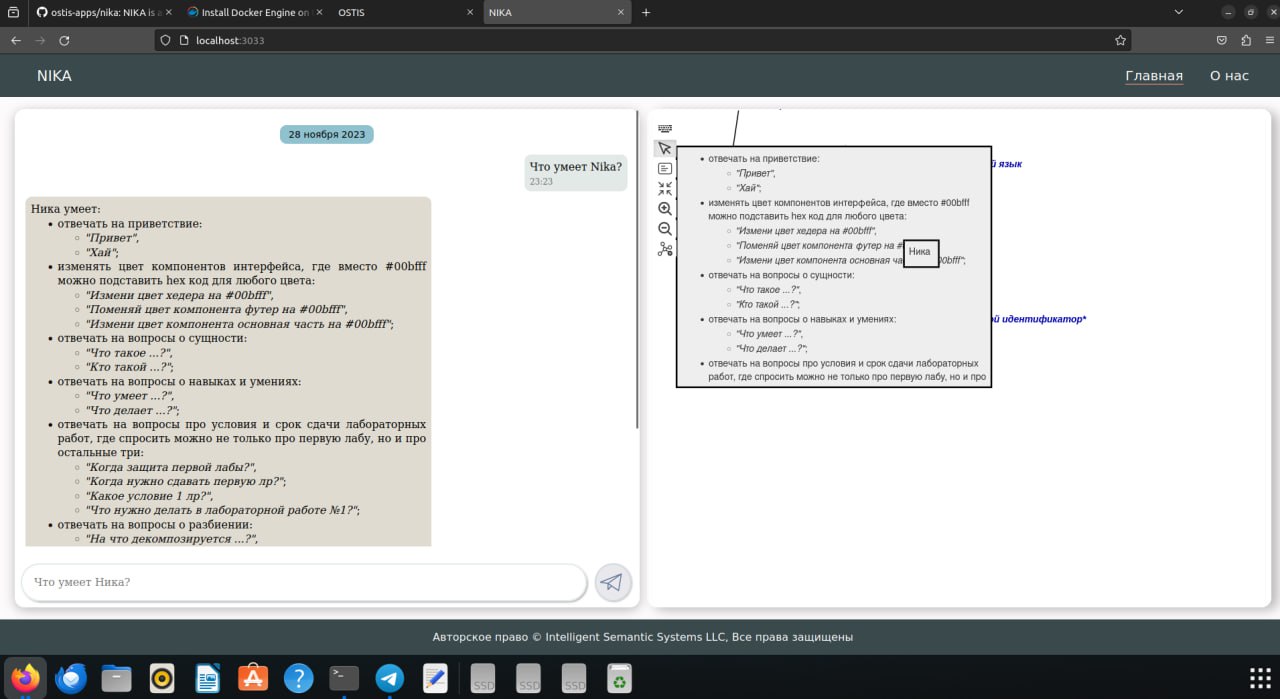 ostis-apps/nika: NIKA is a
Install Docker Engine on
OSTIS
NIKA
localhost:3033
NIKA
Главная
О нас
28 ноября 2023
Что умеет Nika?
23:23
Ника умеет:
• отвечать на приветствие:
◦ "Привет",
◦ "Хай";
• изменять цвет компонентов интерфейса, где вместо #00bfff
можно подставить hex код для любого цвета:
◦ "Измени цвет хедера на #00bfff",
◦ "Поменяй цвет компонента футер на #00bfff",
◦ "Измени цвет компонента основная часть на #00bfff";
• отвечать на вопросы о сущности:
◦ "Что такое ...?",
◦ "Кто такой ...?";
• отвечать на вопросы о навыках и умениях:
◦ "Что умеет ...?",
◦ "Что делает ...?";
• отвечать на вопросы про условия и срок сдачи лабораторных
работ, где спросить можно не только про первую лабу, но и про
остальные три:
◦ "Когда защита первой лабы?",
◦ "Когда нужно сдавать первую лр?";
◦ "Какое условие 1 лр?",
◦ "Что нужно делать в лабораторной работе №1?";
• отвечать на вопросы о разбиении:
◦ "На что декомпозируется ...?",
Что умеет Ника?
• отвечать на приветствие:
◦ "Привет",
◦ "Хай";
• изменять цвет компонентов интерфейса, где вместо #00bfff
можно подставить hex код для любого цвета:
◦ "Измени цвет хедера на #00bfff",
◦ "Поменяй цвет компонента футер на #
◦ "Измени цвет компонента основная ча 00bfff";
• отвечать на вопросы о сущности:
◦ "Что такое ...?",
◦ "Кто такой ...?";
• отвечать на вопросы о навыках и умениях:
◦ "Что умеет ...?",
◦ "Что делает ...?";
• отвечать на вопросы про условия и срок сдачи лабораторных
работ, где спросить можно не только про первую лабу, но и про
Ника
й язык
й идентификатор*
Авторское право © Intelligent Semantic Systems LLC, Все права защищены
SSD
SSD
SSD